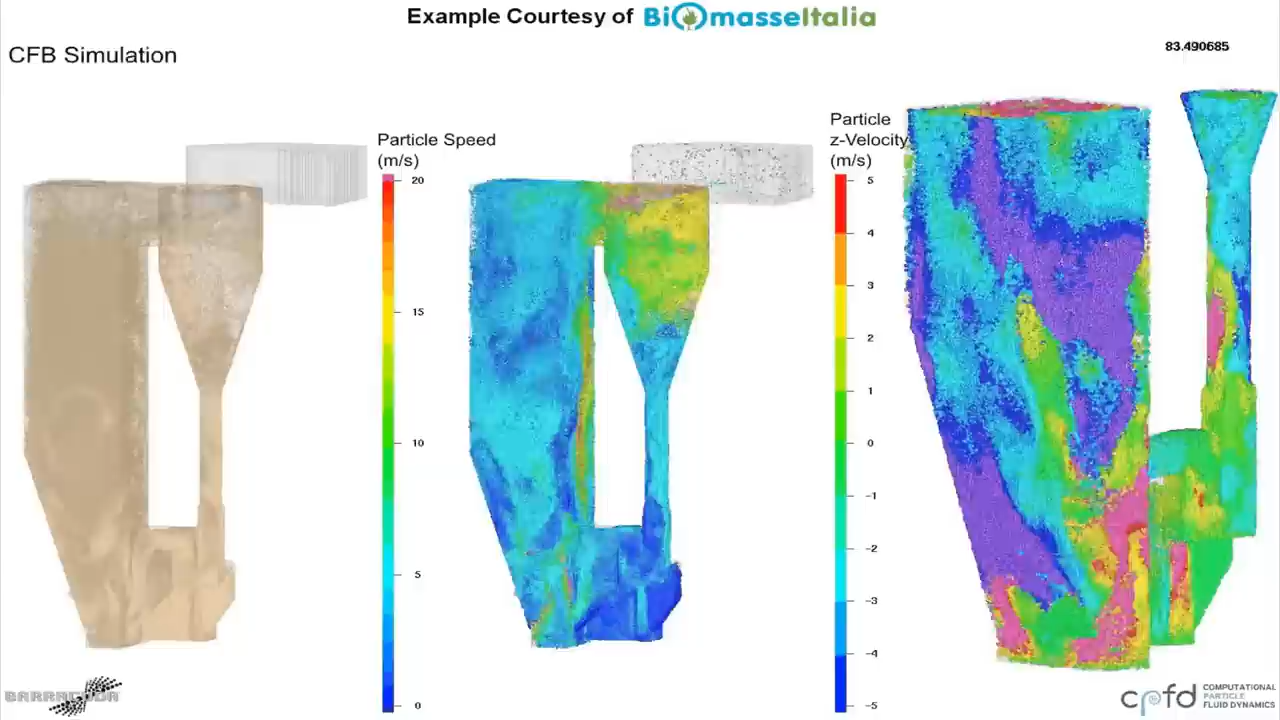 Example Courtesy of BiOmasseItalia
CFB Simulation
83.490685
Particle Speed
(m/s)
20
15
10
5
0
Particle
z-Velocity
(m/s)
5
4
3
2
1
0
-1
-2
-3
-4
-5
BARRACUDA
cpfd COMPUTATIONAL
PARTICLE
FLUID DYNAMICS